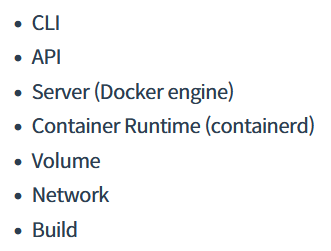 • CLI
• API
• Server (Docker engine)
• Container Runtime (containerd)
• Volume
• Network
• Build